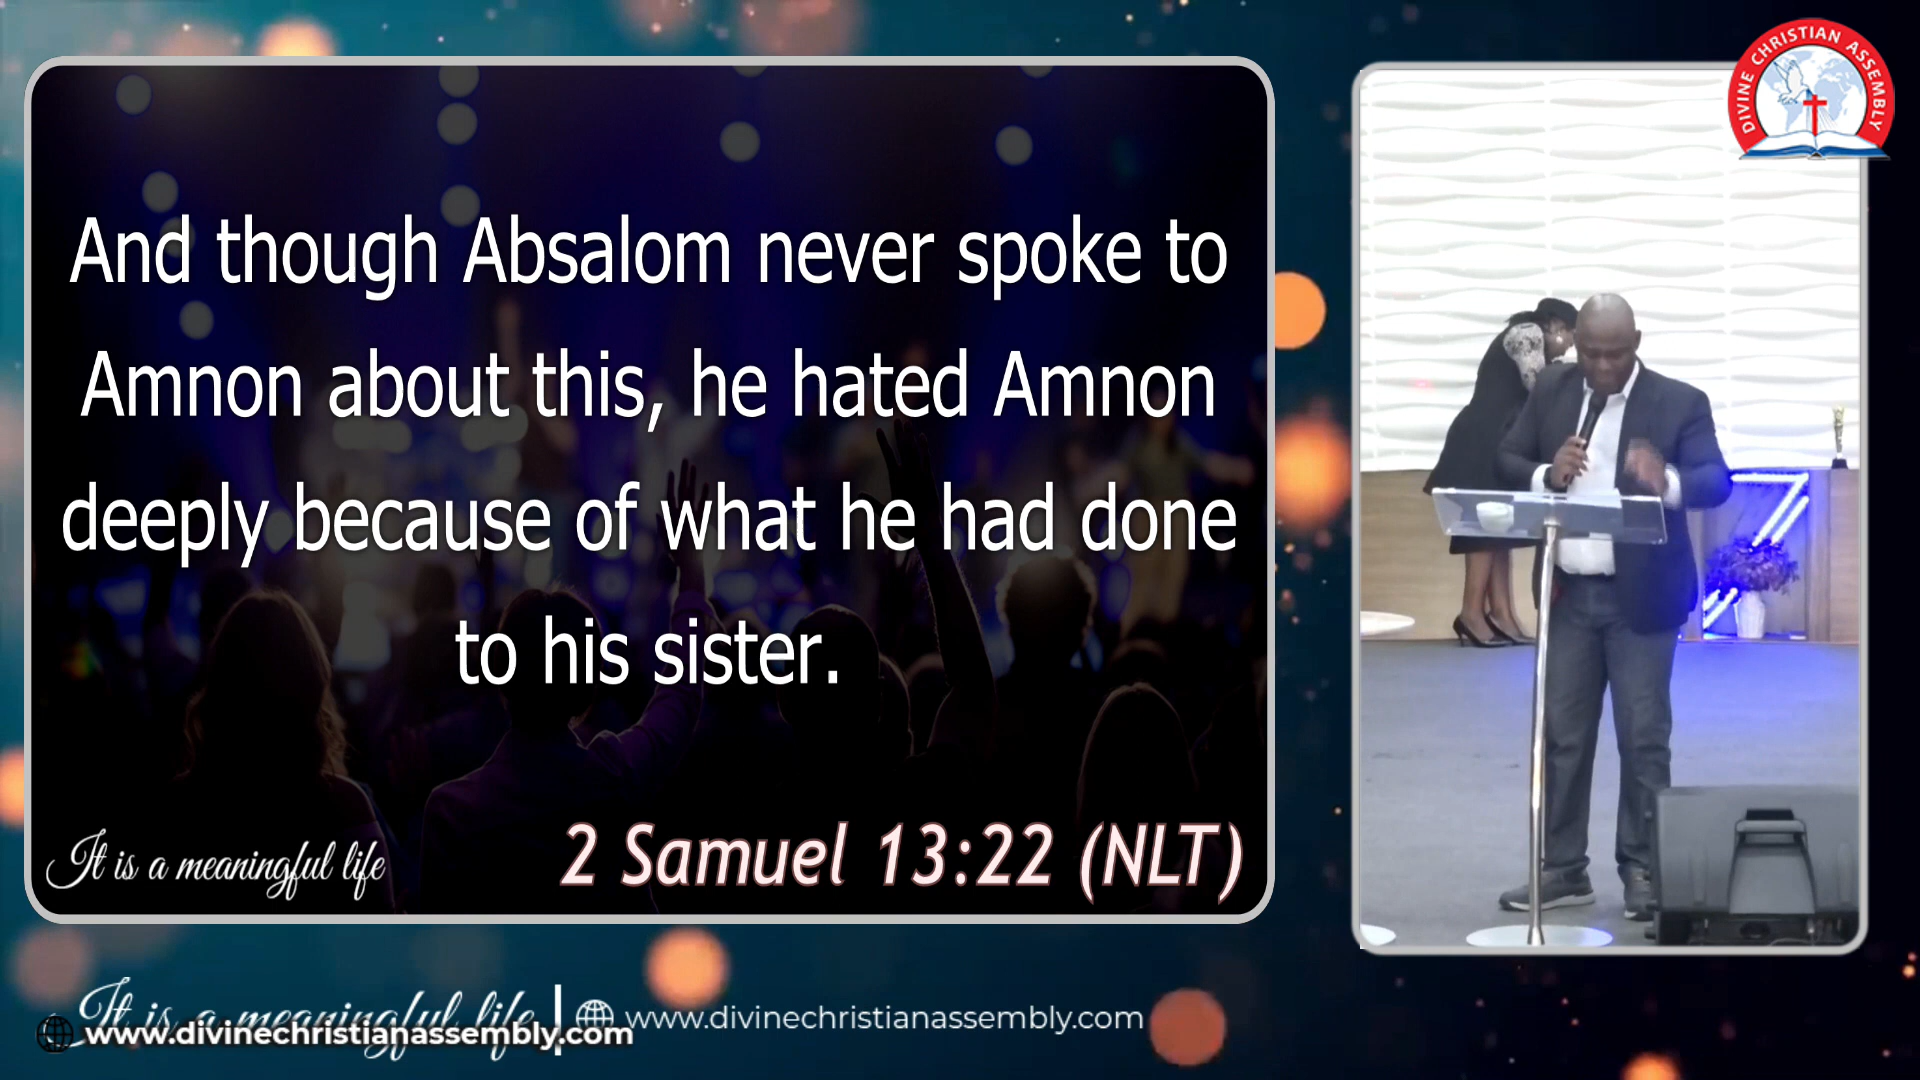 And though Absalom never spoke to
Amnon about this, he hated Amnon
deeply because of what he had done
to his sister.
It is a meaningful life
2 Samuel 13:22 (NLT)
DIVINE CHRISTIAN ASSEMBLY
It is a meaningful life
www.divinechristianassembly.com
www.divinechristianassembly.com